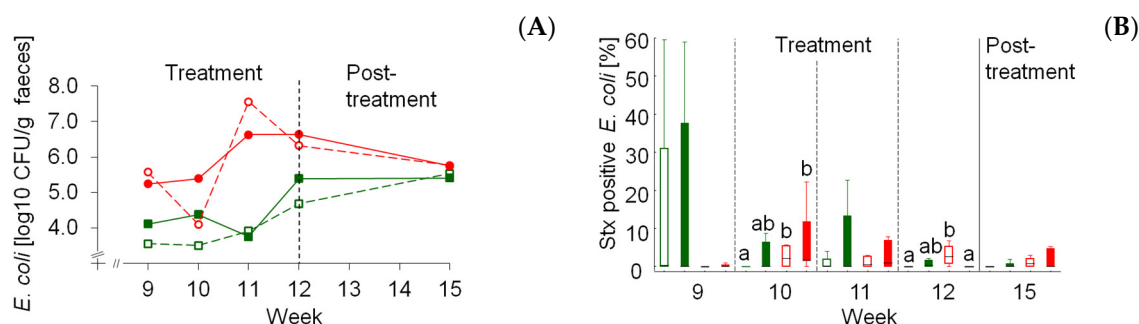 (A)
Treatment
Post-
treatment
E. coli [log10 CFU/g faeces]
8.0
7.0
6.0
5.0
4.0
9 10 11 12 13 14 15
Week
(B)
Treatment
Post-
treatment
Stx positive E. coli [%]
60
40
30
20
10
0
a ab b b
a ab b a
9 10 11 12 15
Week